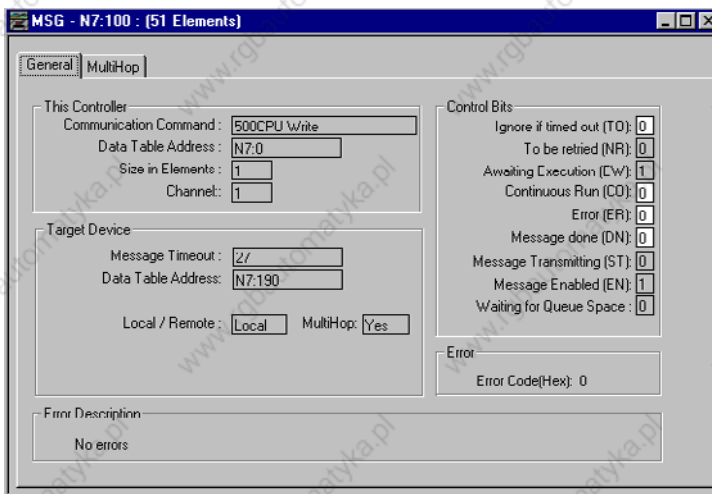 MSG - N7:100 : (51 Elements)
General MultiHop
This Controller
Communication Command : 500CPU Write
Data Table Address : N7:0
Size in Elements : 1
Channel: 1
Target Device
Message Timeout : 27
Data Table Address: N7:190
Local / Remote : Local MultiHop: Yes
Control Bits
Ignore if timed out (TO): 0
To be retried (NR): 0
Awaiting Execution (EW): 1
Continuous Run (CO): 0
Error (ER): 0
Message done (DN): 0
Message Transmitting (ST): 0
Message Enabled (EN): 1
Waiting for Queue Space : 0
Error
Error Code(Hex): 0
Error Description
No errors
www.rgbautomatyka.pl